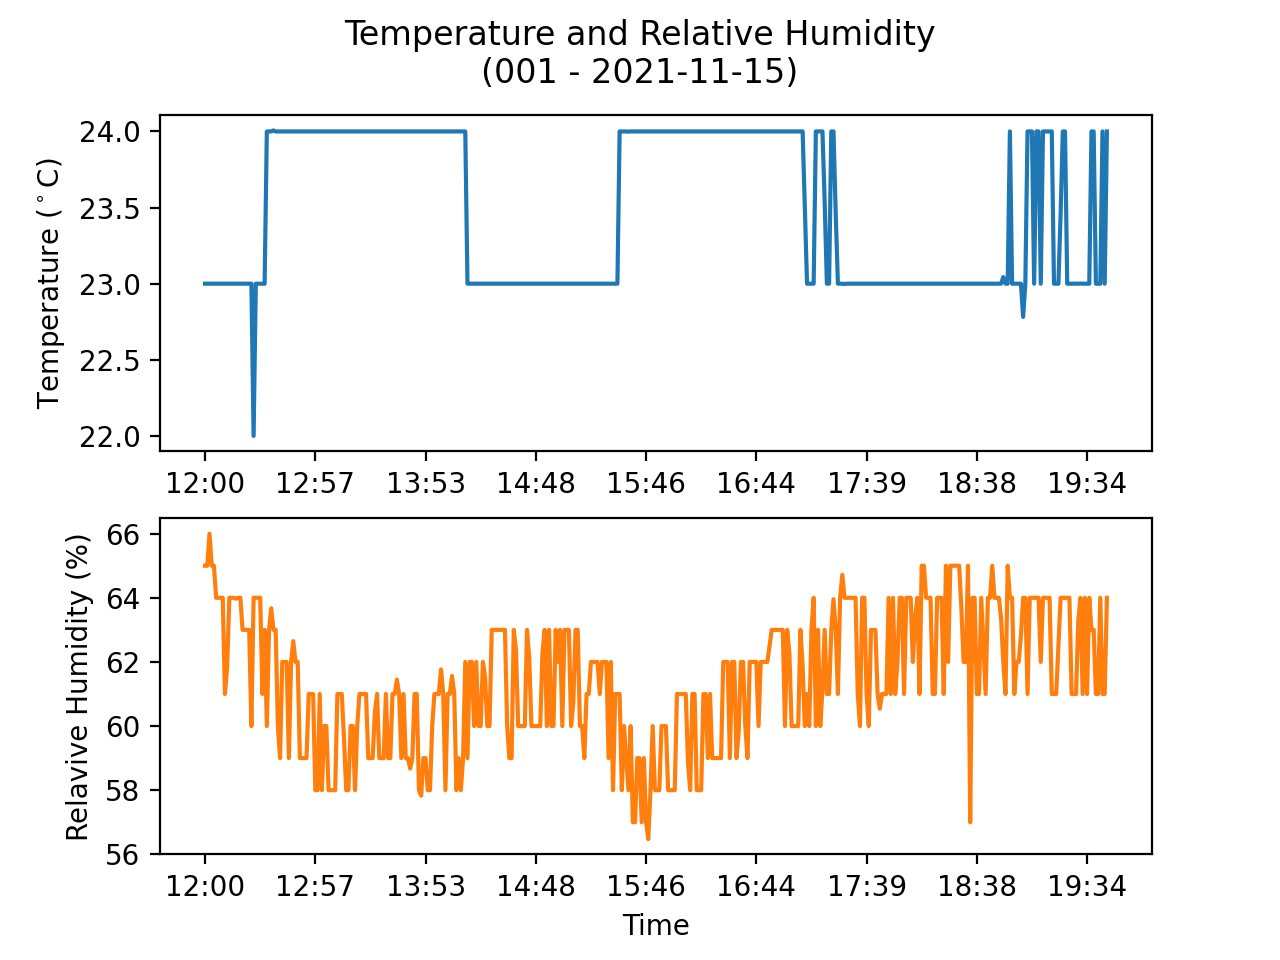 Temperature and Relative Humidity
(001 - 2021-11-15)
Temperature (°C)
24.0
23.5
23.0
22.5
22.0
12:00 12:57 13:53 14:48 15:46 16:44 17:39 18:38 19:34
Relavive Humidity (%)
66
64
62
60
58
56
12:00 12:57 13:53 14:48 15:46 16:44 17:39 18:38 19:34
Time